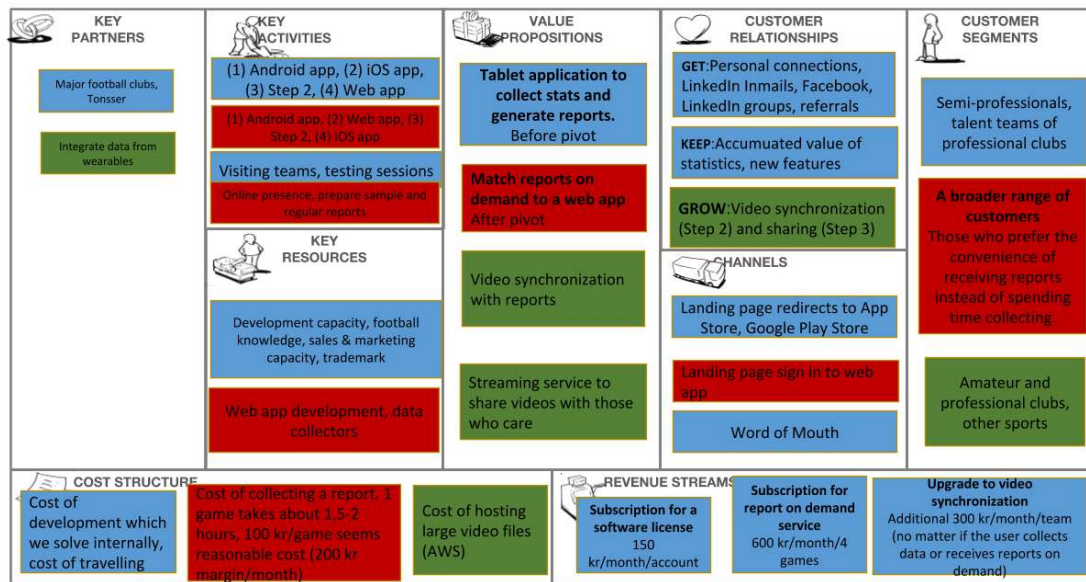 KEY
PARTNERS
Major football clubs,
Tonsser
Integrate data from
wearables
KEY
ACTIVITIES
(1) Android app, (2) iOS app,
(3) Step 2, (4) Web app
(1) Android app, (2) Web app, (3)
Step 2, (4) iOS app
Visiting teams, testing sessions
Online presence, prepare sample and
regular reports
KEY
RESOURCES
Development capacity, football
knowledge, sales & marketing
capacity, trademark
Web app development, data
collectors
VALUE
PROPOSITIONS
Tablet application to
collect stats and
generate reports.
Before pivot
Match reports on
demand to a web app
After pivot
Video synchronization
with reports
Streaming service to
share videos with those
who care
CUSTOMER
RELATIONSHIPS
GET:Personal connections,
LinkedIn Inmails, Facebook,
LinkedIn groups, referrals
KEEP:Accumuated value of
statistics, new features
GROW:Video synchronization
(Step 2) and sharing (Step 3)
CHANNELS
Landing page redirects to App
Store, Google Play Store
Landing page sign in to web
app
Word of Mouth
CUSTOMER
SEGMENTS
Semi-professionals,
talent teams of
professional clubs
A broader range of
customers
Those who prefer the
convenience of
receiving reports
instead of spending
time collecting.
Amateur and
professional clubs,
other sports
COST STRUCTURE
Cost of
development which
we solve internally,
cost of travelling
Cost of collecting a report. 1
game takes about 1,5-2
hours, 100 kr/game seems
reasonable cost (200 kr
margin/month)
Cost of hosting
large video files
(AWS)
REVENUE STREAMS
Subscription for a
software license
150
kr/month/account
Subscription for
report on demand
service
600 kr/month/4
games
Upgrade to video
synchronization
Additional 300 kr/month/team
(no matter if the user collects
data or receives reports on
demand)